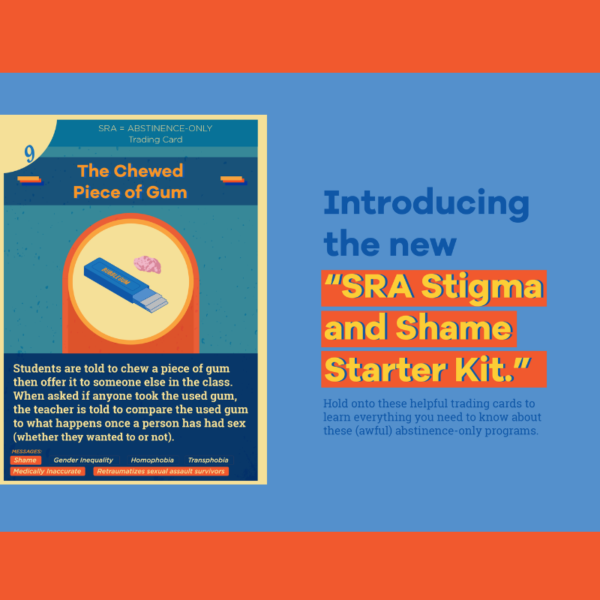 9
SRA = ABSTINENCE-ONLY
Trading Card
The Chewed
Piece of Gum
BUBBLEGUM
Students are told to chew a piece of gum
then offer it to someone else in the class.
When asked if anyone took the used gum,
the teacher is told to compare the used gum
to what happens once a person has had sex
(whether they wanted to or not).
MESSAGES:
Shame Gender Inequality Homophobia Transphobia
Medically Inaccurate Retraumatizes sexual assault survivors
Introducing
the new
“SRA Stigma
and Shame
Starter Kit.”
Hold onto these helpful trading cards to
learn everything you need to know about
these (awful) abstinence-only programs.